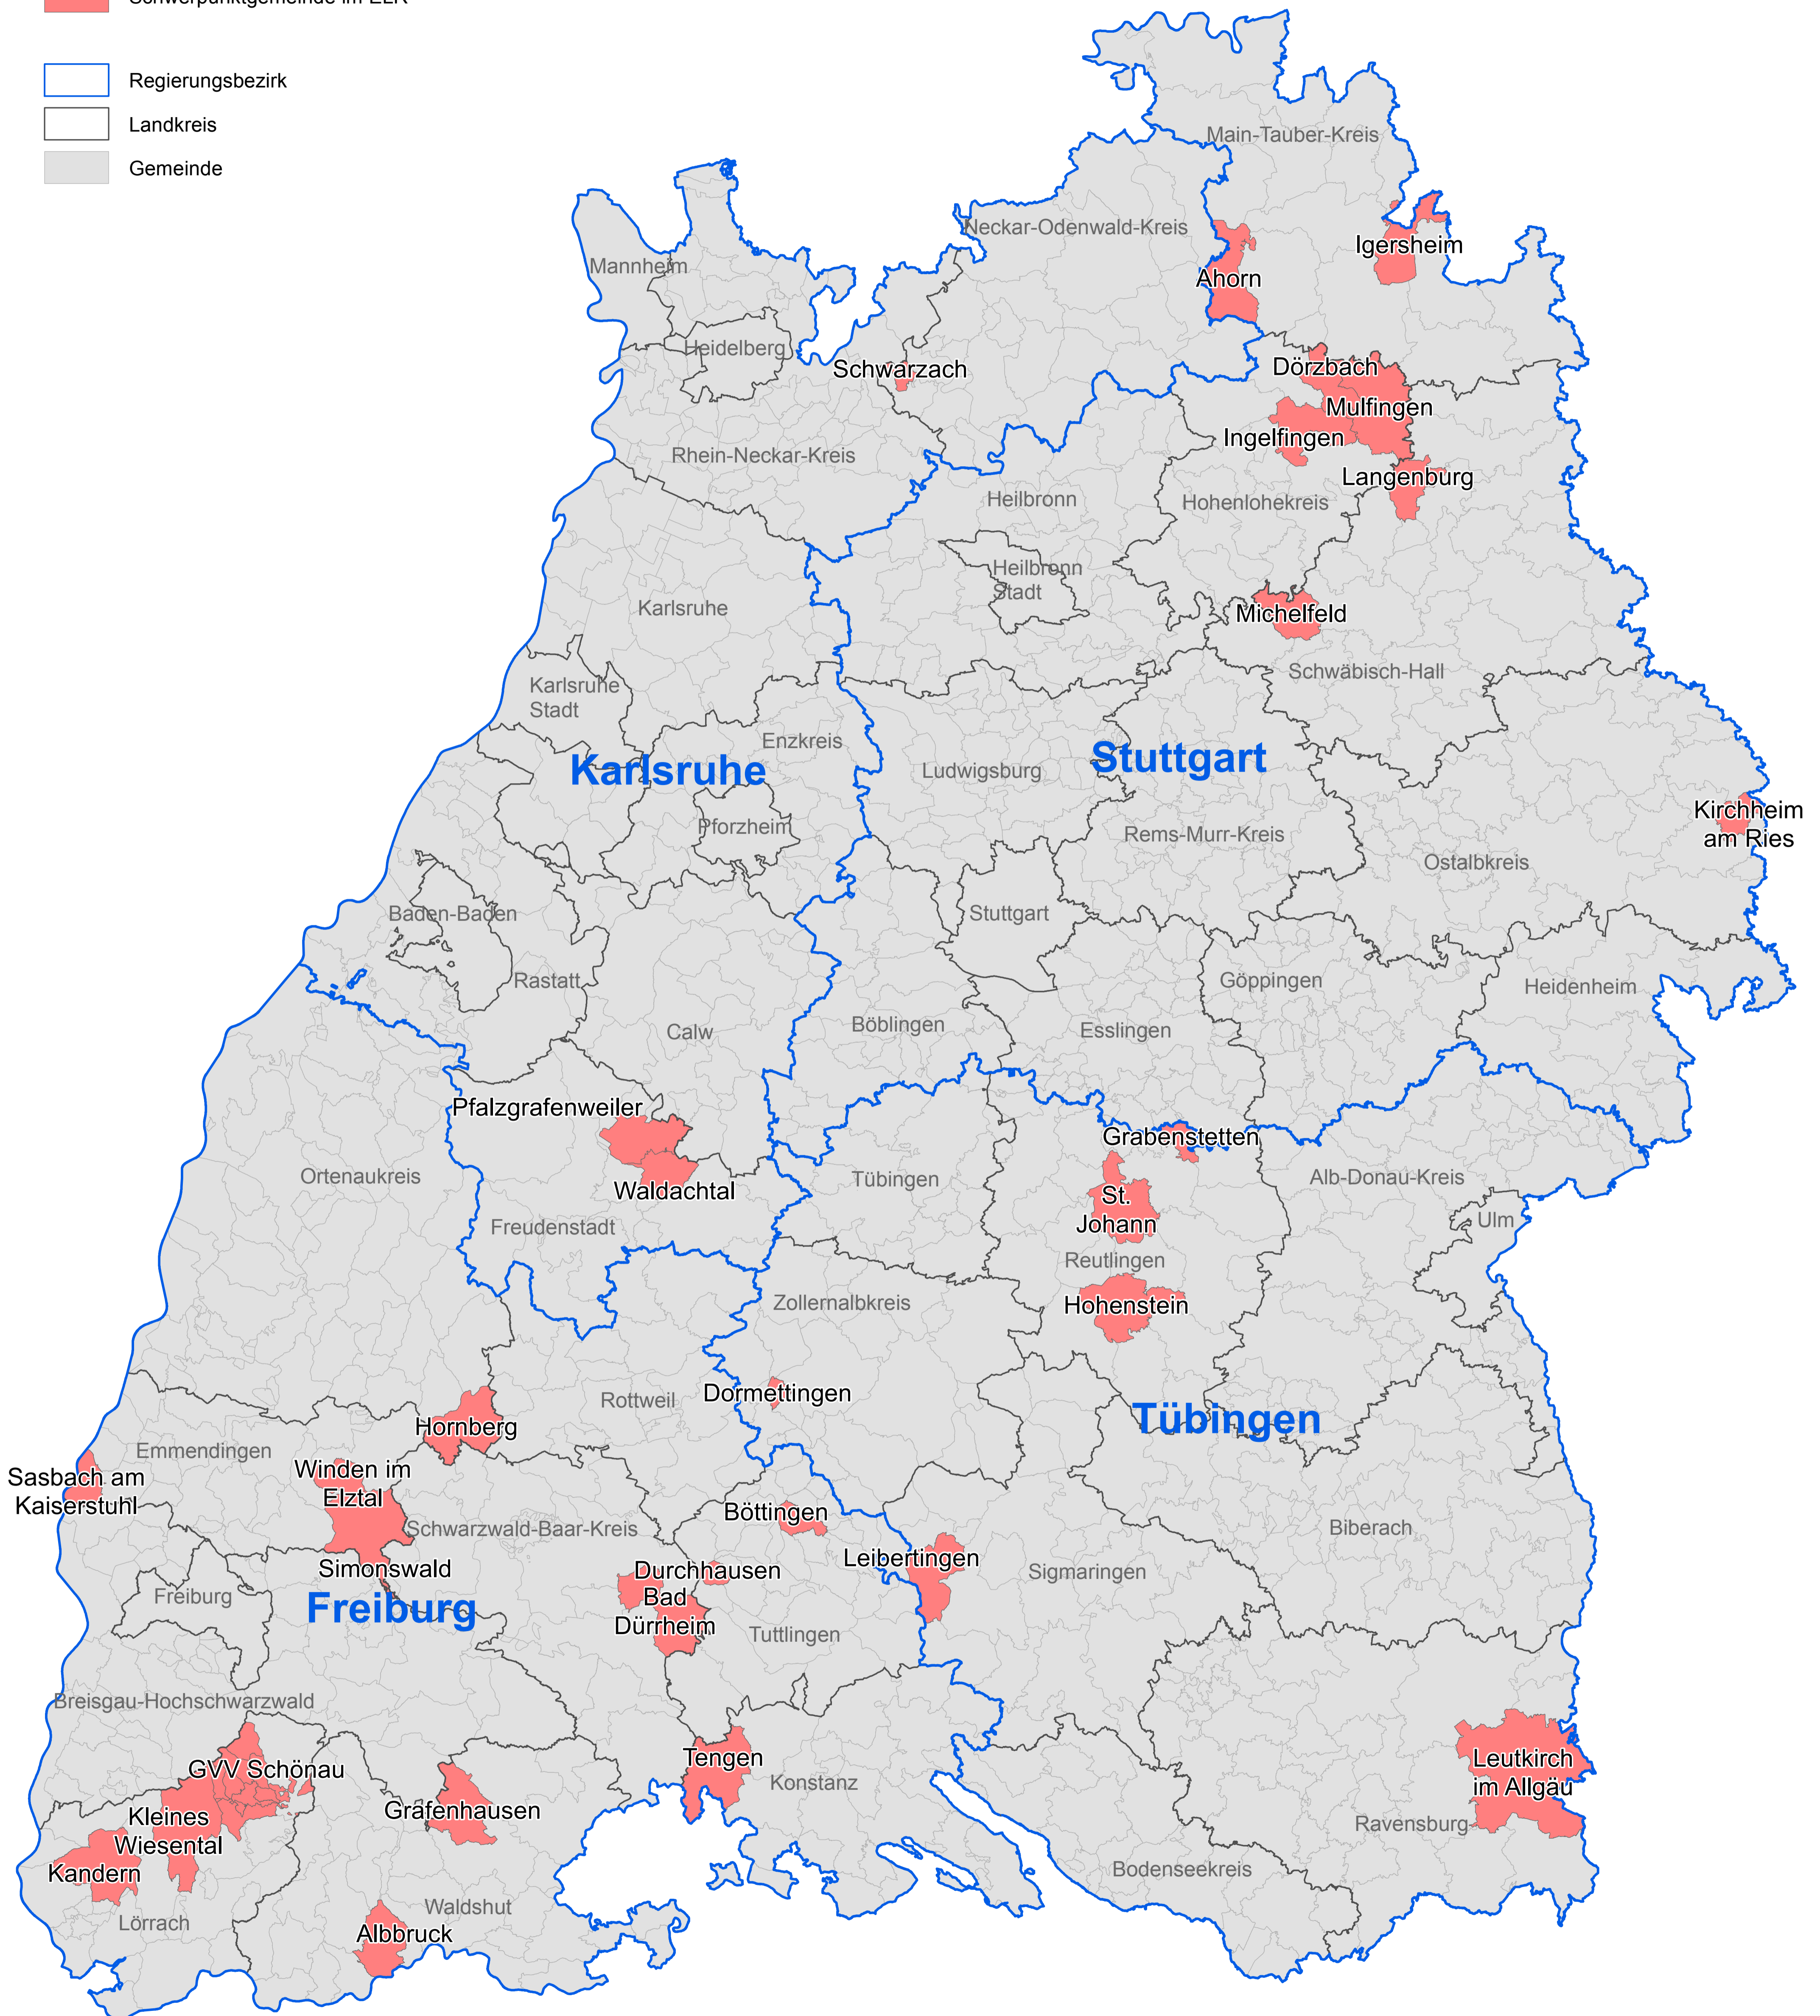 Schwerpunktgemeinde im ELR
Regierungsbezirk
Landkreis
Gemeinde
Main-Tauber-Kreis
Neckar-Odenwald-Kreis
Igersheim
Mannheim
Ahorn
Heidelberg
Schwarzach
Dörzbach
Mulfingen
Ingelfingen
Rhein-Neckar-Kreis
Langenburg
Heilbronn
Hohenlohekreis
Heilbronn
Stadt
Karlsruhe
Michelfeld
Schwäbisch-Hall
Karlsruhe
Stadt
Enzkreis
Karlsruhe
Stuttgart
Ludwigsburg
Kirchheim
am Ries
Pforzheim
Rems-Murr-Kreis
Ostalbkreis
Baden-Baden
Stuttgart
Rastatt
Göppingen
Heidenheim
Calw
Böblingen
Esslingen
Pfalzgrafenweiler
Grabenstetten
Ortenaukreis
Waldachtal
Tübingen
Alb-Donau-Kreis
St.
Johann
Ulm
Freudenstadt
Reutlingen
Zollernalbkreis
Hohenstein
Dormettingen
Rottweil
Tübingen
Hornberg
Emmendingen
Sasbach am
Kaiserstuhl
Winden im
Elztal
Böttingen
Schwarzwald-Baar-Kreis
Biberach
Simonswald
Durchhausen
Leibertingen
Sigmaringen
Freiburg
Freiburg
Bad
Dürrheim
Tuttlingen
Breisgau-Hochschwarzwald
GVV Schönau
Tengen
Konstanz
Leutkirch
im Allgäu
Kleines
Wiesental
Grafenhausen
Ravensburg
Kandern
Bodenseekreis
Lörrach
Waldshut
Albbruck